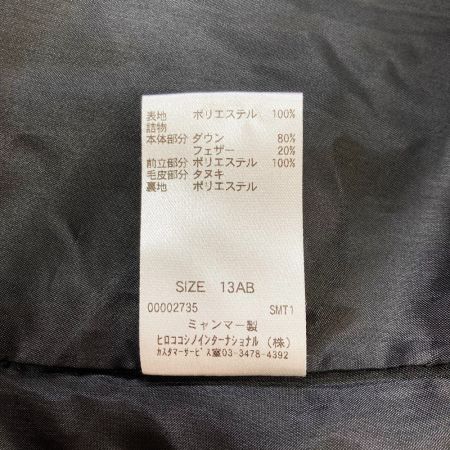 表地 ポリエステル 100%
詰物
本体部分 ダウン 80%
フェザー 20%
前立部分 ポリエステル 100%
毛皮部分 タヌキ
裏地 ポリエステル
SIZE 13AB
00002735 SMT1
ミャンマー製
ﾋﾛｺｺｼﾉｲﾝﾀｰﾅｼｮﾅﾙ (株)
ｶｽﾀﾏｰｻｰﾋﾞｽ☎03-3478-4392